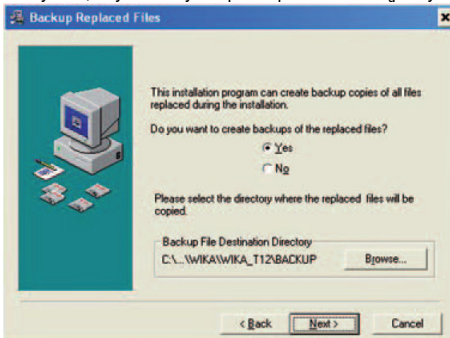 Backup Replaced Files
This installation program can create backup copies of all files
replaced during the installation.
Do you want to create backups of the replaced files?
Yes
No
Please select the directory where the replaced files will be
copied.
Backup File Destination Directory
C:\...\WIKA\WIKA_T12\BACKUP
Browse...
< Back
Next >
Cancel